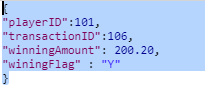 {
"playerID":101,
"transactionID":106,
"winningAmount": 200.20,
"winingFlag" : "Y"
}